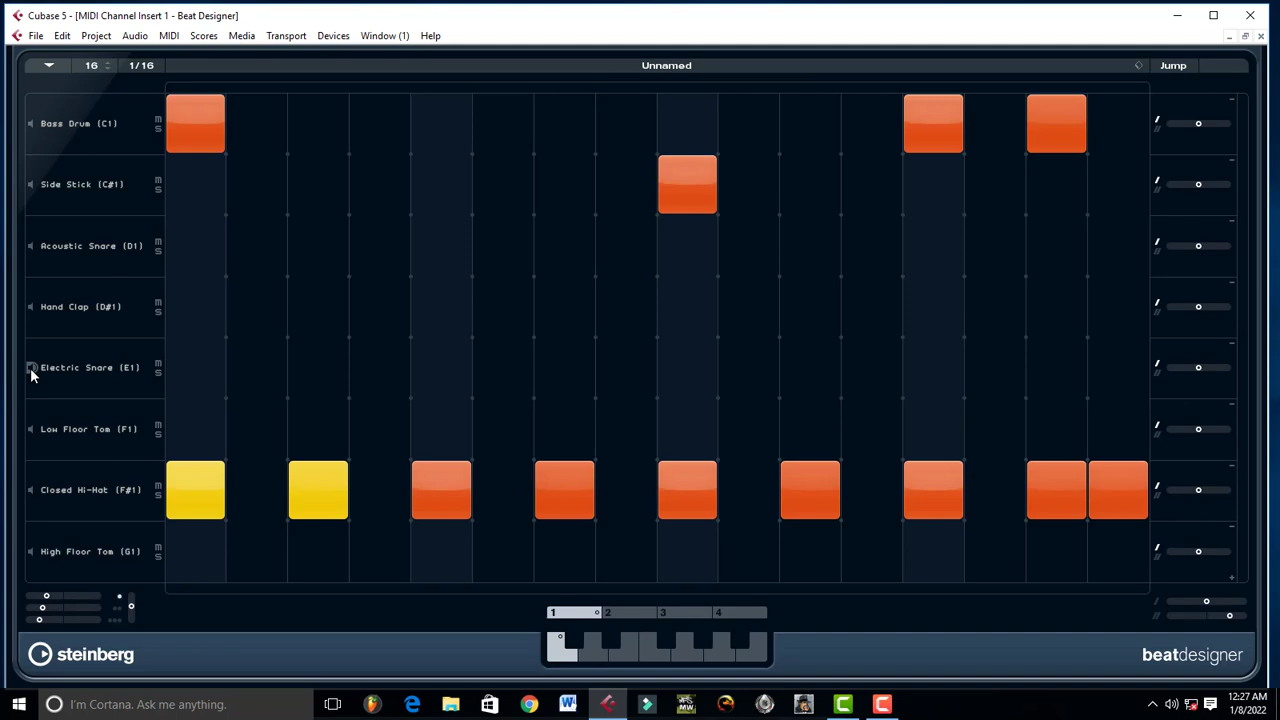 Cubase 5 - [MIDI Channel Insert 1 - Beat Designer]
File Edit Project Audio MIDI Scores Media Transport Devices Window (1) Help
16 1/16 Unnamed Jump
Bass Drum (C1) m s
Side Stick (C#1) m s
Acoustic Snare (D1) m s
Hand Clap (D#1) m s
Electric Snare (E1) m s
Low Floor Tom (F1) m s
Closed Hi-Hat (F#1) m s
High Floor Tom (G1) m s
1 2 3 4
steinberg beatdesigner
I'm Cortana. Ask me anything.
12:27 AM
1/8/2022